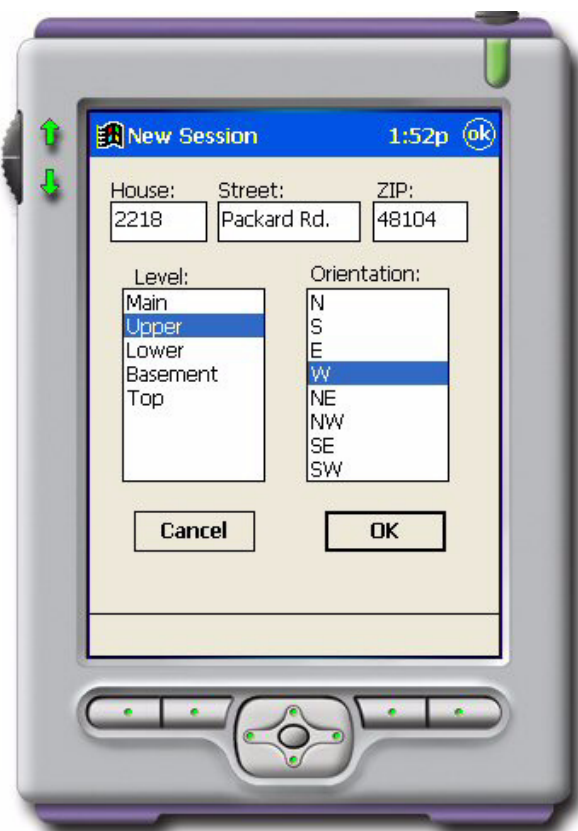 New Session 1:52p ok
House: Street: ZIP:
2218 Packard Rd. 48104
Level: Orientation:
Main N
Upper S
Lower E
Basement W
Top NE
NW
SE
SW
Cancel OK